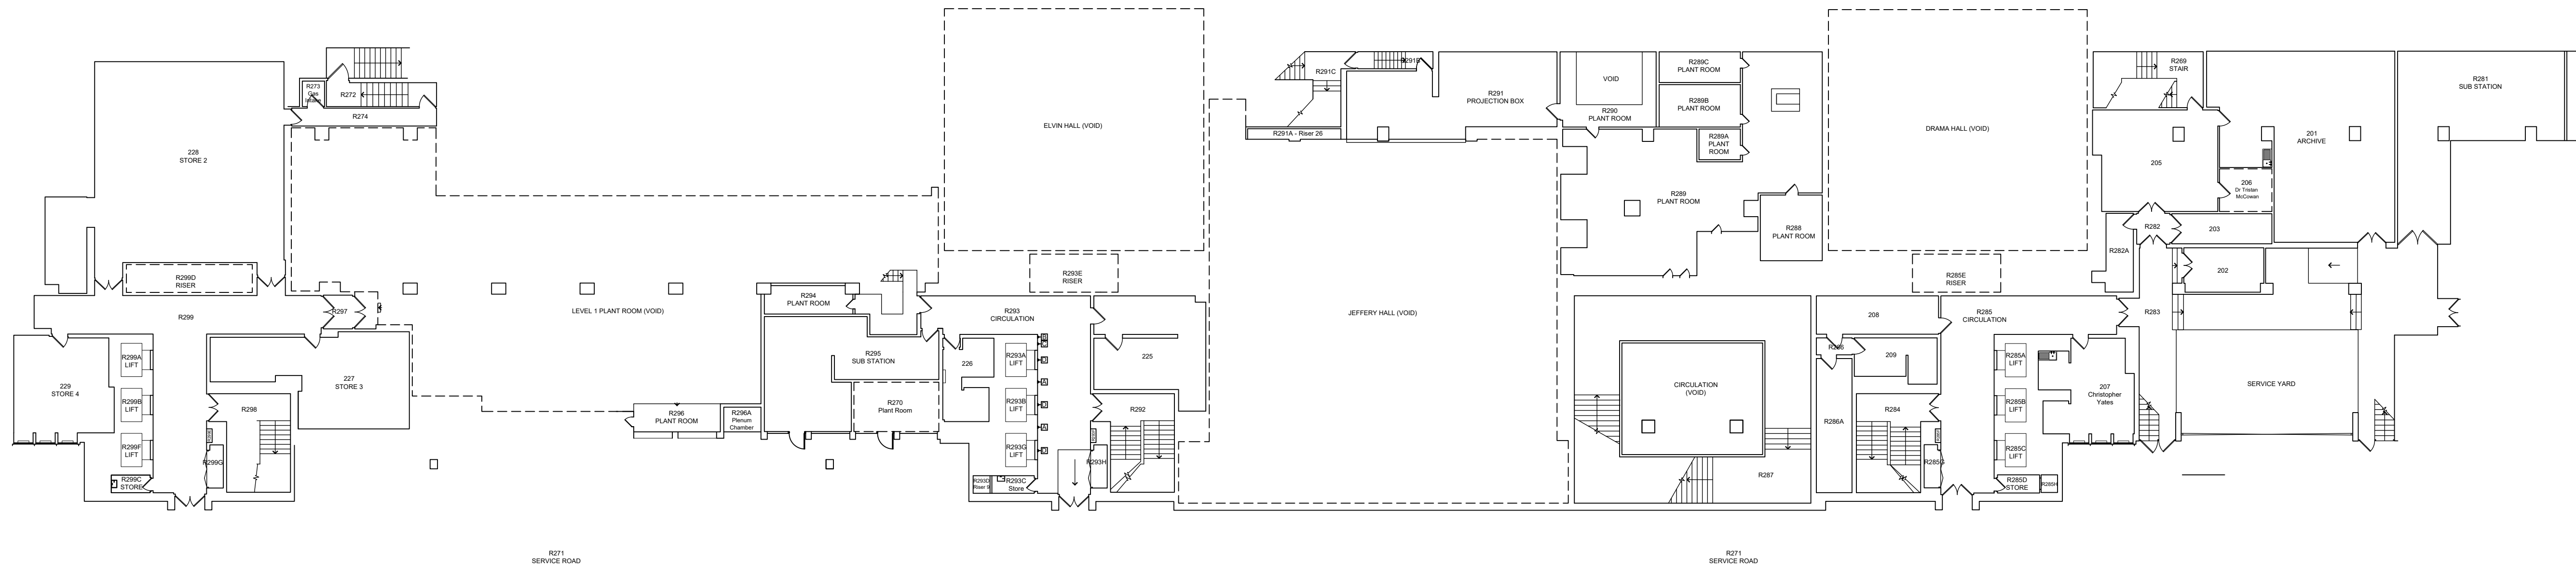 228
STORE 2
R273
Gas
Intake
R272
R274
R299D
RISER
R299
R297
229
STORE 4
R299A
LIFT
R299B
LIFT
R299F
LIFT
R299C
STORE
R299G
R298
227
STORE 3
LEVEL 1 PLANT ROOM (VOID)
R294
PLANT ROOM
R295
SUB STATION
R270
Plant Room
R296
PLANT ROOM
R296A
Plenum
Chamber
ELVIN HALL (VOID)
R293E
RISER
R293
CIRCULATION
226
225
R293A
LIFT
R293B
LIFT
R293G
LIFT
R293D
Riser 9
R293C
Store
R293H
R292
R271
SERVICE ROAD
R291C
R291B
R291A - Riser 26
R291
PROJECTION BOX
VOID
R290
PLANT ROOM
R289C
PLANT ROOM
R289B
PLANT ROOM
R289A
PLANT
ROOM
R289
PLANT ROOM
R288
PLANT ROOM
JEFFERY HALL (VOID)
CIRCULATION
(VOID)
R287
DRAMA HALL (VOID)
R285E
RISER
208
R285
CIRCULATION
R286
209
R286A
R284
R285A
LIFT
R285B
LIFT
R285C
LIFT
R285D
STORE
R285H
R285G
207
Christopher
Yates
R271
SERVICE ROAD
R269
STAIR
205
206
Dr Tristan
McCowan
201
ARCHIVE
R281
SUB STATION
R282
203
R282A
202
R283
SERVICE YARD